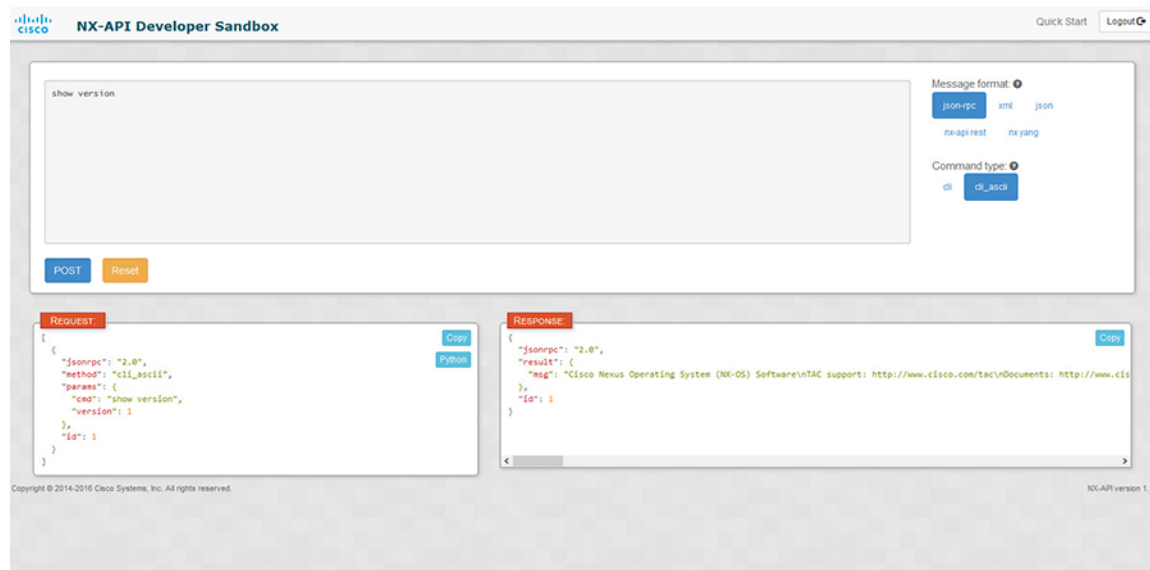 CISCO NX-API Developer Sandbox Quick Start Logout
show version
Message format:
json-rpc xml json
nx-api rest nx yang
Command type:
cli cli_ascii
POST Reset
REQUEST:
Copy
Python
[
{
"jsonrpc": "2.0",
"method": "cli_ascii",
"params": {
"cmd": "show version",
"version": 1
},
"id": 1
}
]
RESPONSE:
Copy
{
"jsonrpc": "2.0",
"result": {
"msg": "Cisco Nexus Operating System (NX-OS) Software\nTAC support: http://www.cisco.com/tac\nDocuments: http://www.cis
},
"id": 1
}
Copyright © 2014-2016 Cisco Systems, Inc. All rights reserved.
NX-API version 1.